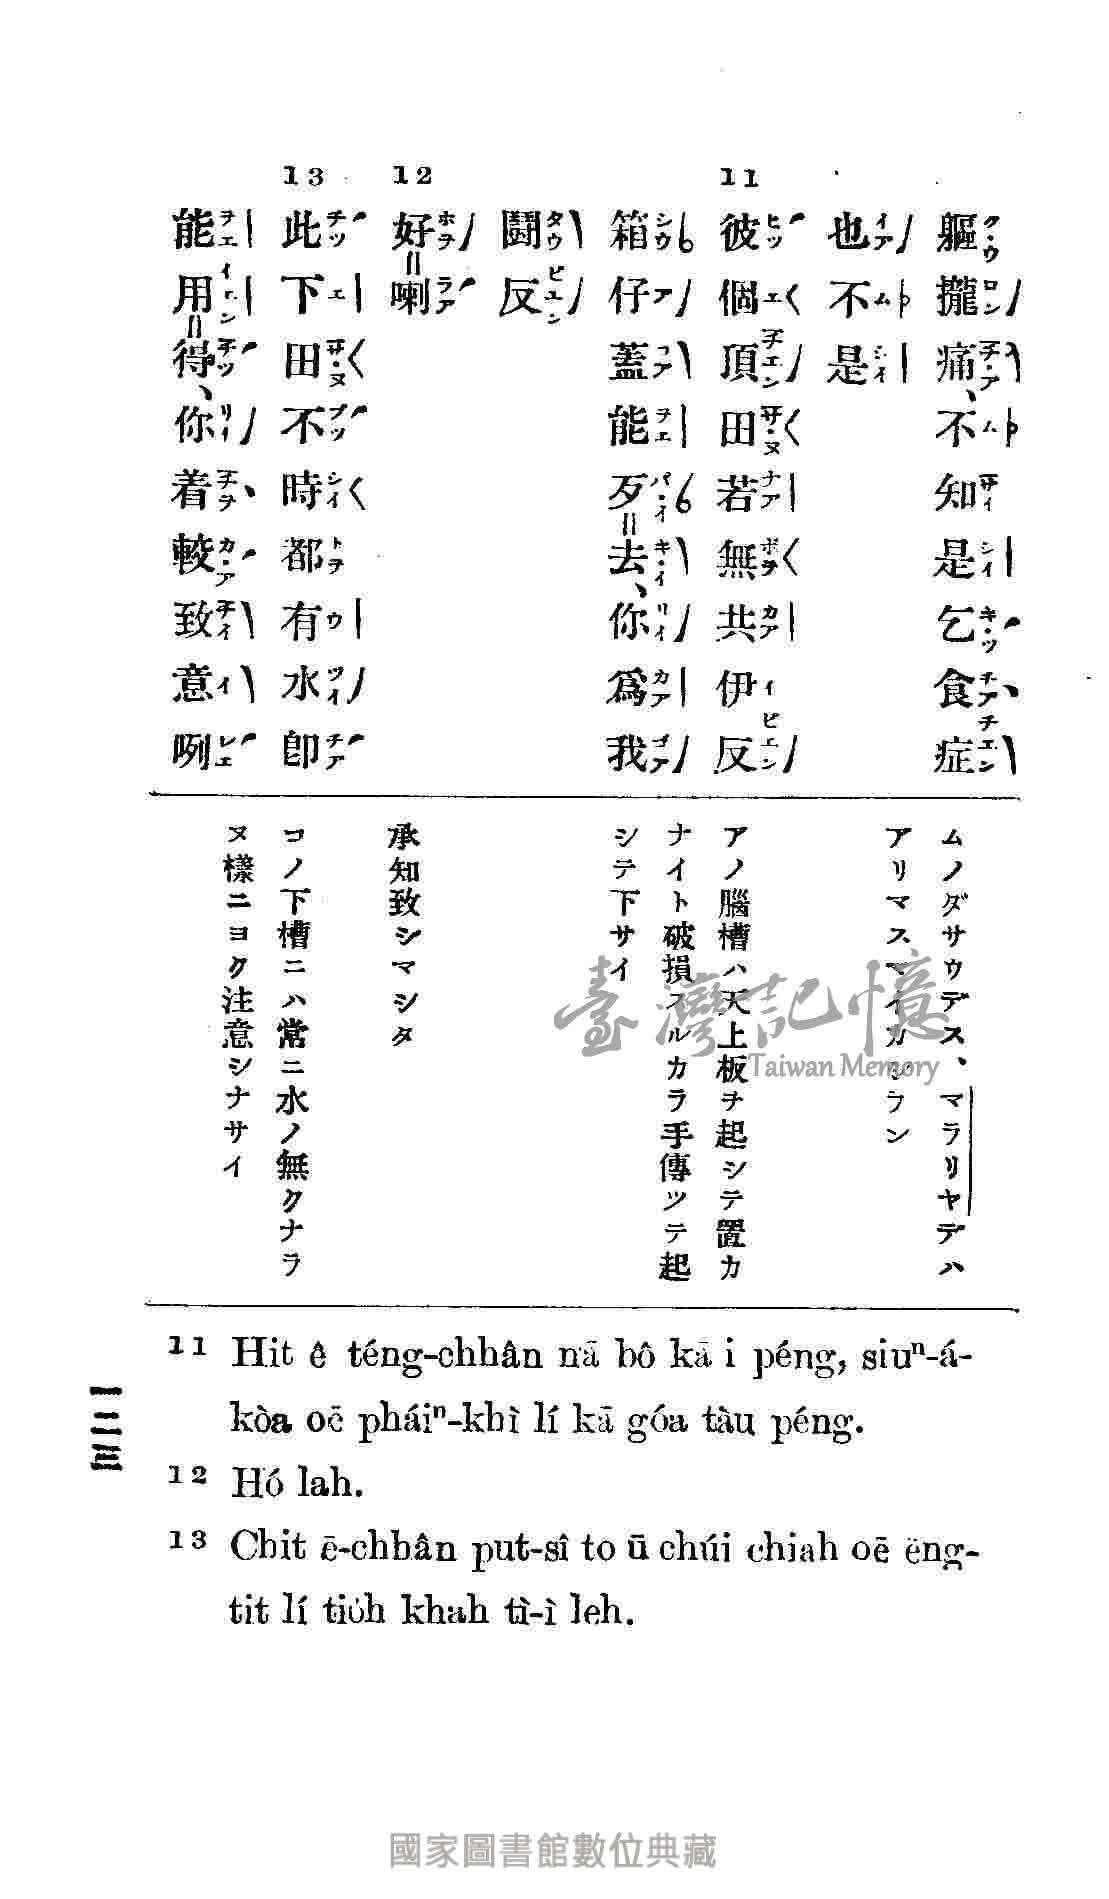 軀攏痛、不知是乞食症
也不是
11
彼個頂田若無共伊反
箱仔蓋能歹=去、你爲我
鬪反
12
好=喇
13
此下田不時都有水卽
能用=得、你着較致意咧
ムノダサウデス、マラリヤデハ
アリマスマイカシラン
アノ腦槽ハ天上板ヲ起シテ置カ
ナイト破損スルカラ手傳ツテ起
シテ下サイ
承知致シマシタ
コノ下槽ニハ常ニ水ノ無クナラ
ヌ樣ニヨク注意シナサイ
11 Hit ê téng-chhân nā bô kā i péng, siuⁿ-á-
kòa oē pháiⁿ-khì lí kā góa tàu péng.
12 Hó lah.
13 Chit ē-chhân put-sî to ū chúi chiah oē ēng-
tit lí tio̍h khah tì-ì leh.
一二三
臺灣記憶
Taiwan Memory
國家圖書館數位典藏